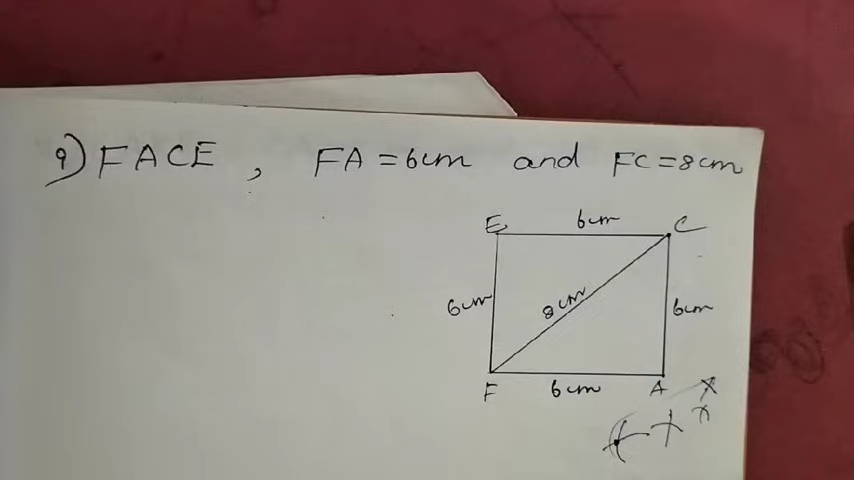 9) FACE, FA = 6cm and FC = 8cm
E 6cm C
6cm 8cm 6cm
F 6cm A